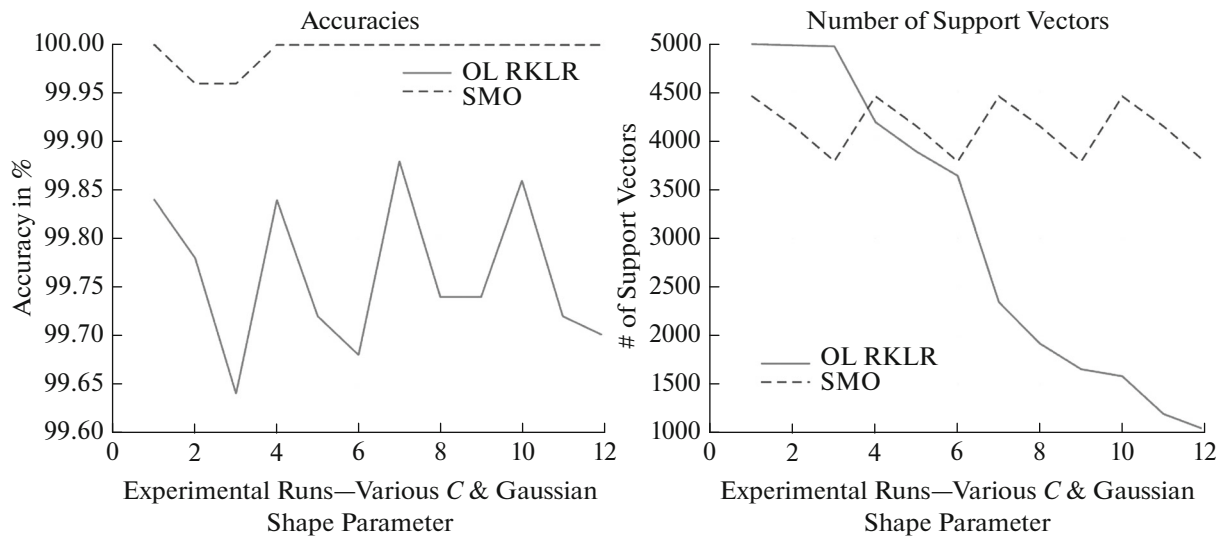 Accuracies
100.00
99.95
99.90
99.85
99.80
99.75
99.70
99.65
99.60
Accuracy in %
OL RKLR
SMO
0 2 4 6 8 10 12
Experimental Runs—Various C & Gaussian
Shape Parameter
Number of Support Vectors
5000
4500
4000
3500
3000
2500
2000
1500
1000
# of Support Vectors
OL RKLR
SMO
0 2 4 6 8 10 12
Experimental Runs—Various C & Gaussian
Shape Parameter